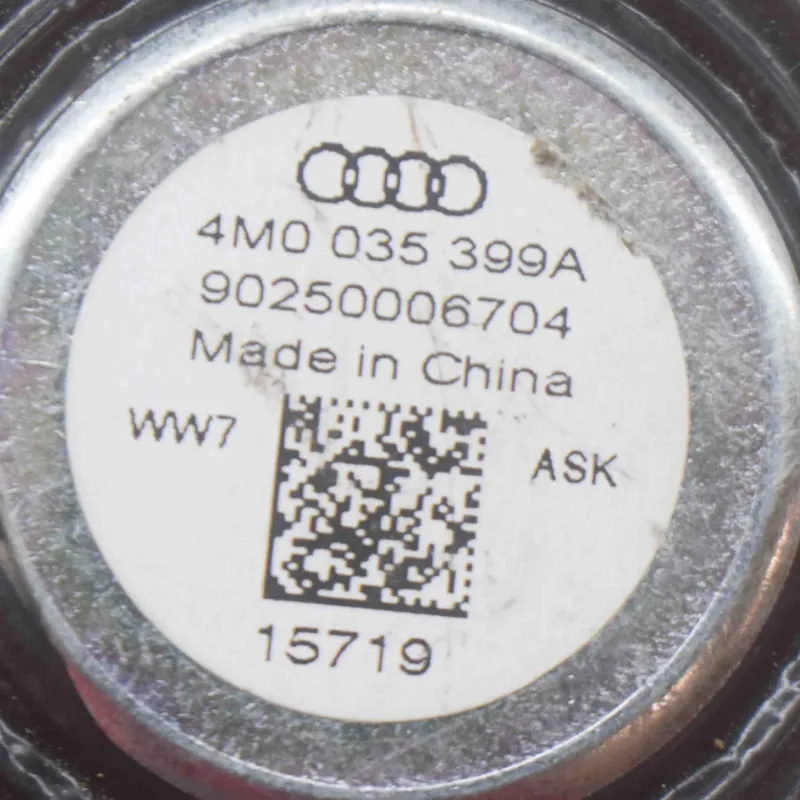 4M0 035 399A
90250006704
Made in China
WW7
ASK
15719